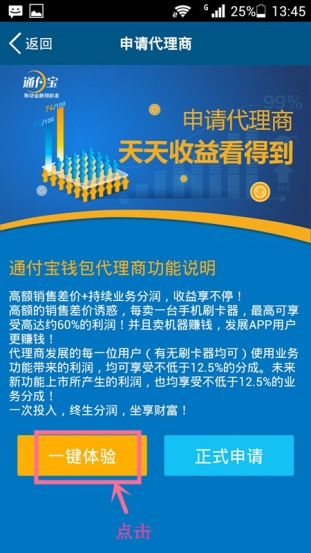 G 25% 13:45
返回
申请代理商
通付宝
移动金融领航者
74/100
99%
申请代理商
天天收益看得到
通付宝钱包代理商功能说明
高额销售差价+持续业务分润，收益享不停！
高额的销售差价诱惑，每卖一台手机刷卡器，最高可享
受高达约60%的利润！并且卖机器赚钱，发展APP用户
更赚钱！
代理商发展的每一位用户（有无刷卡器均可）使用业务
功能带来的利润，均可享受不低于12.5%的分成。未来
新功能上市所产生的利润，也均享受不低于12.5%的业
务分成！
一次投入，终生分润，坐享财富！
一键体验
正式申请
点击